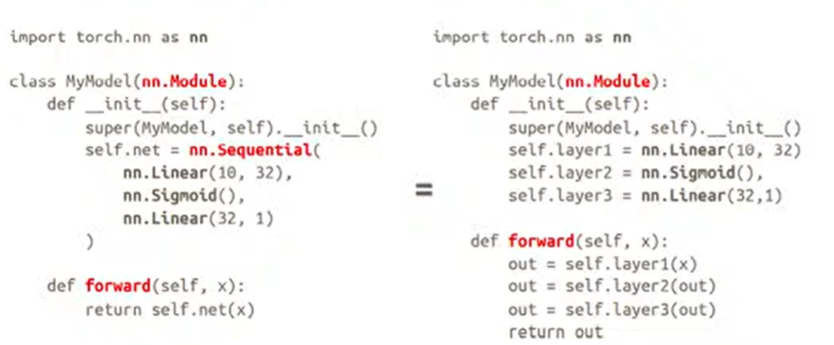 import torch.nn as nn
class MyModel(nn.Module):
def __init__(self):
super(MyModel, self).__init__()
self.net = nn.Sequential(
nn.Linear(10, 32),
nn.Sigmoid(),
nn.Linear(32, 1)
)
def forward(self, x):
return self.net(x)
=
import torch.nn as nn
class MyModel(nn.Module):
def __init__(self):
super(MyModel, self).__init__()
self.layer1 = nn.Linear(10, 32)
self.layer2 = nn.Sigmoid(),
self.layer3 = nn.Linear(32,1)
def forward(self, x):
out = self.layer1(x)
out = self.layer2(out)
out = self.layer3(out)
return out